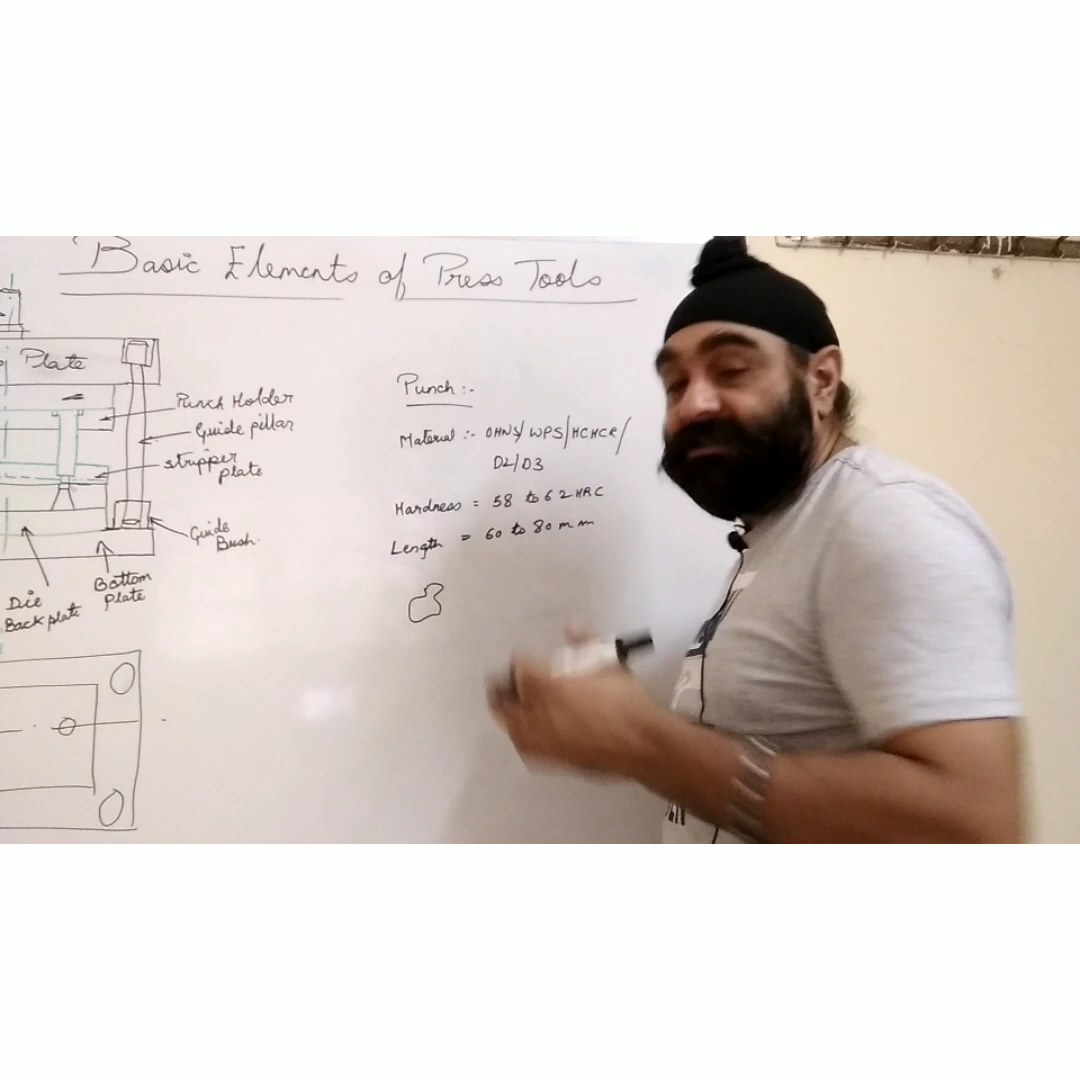 Basic Elements of Press Tools
Plate
Punch Holder
Guide pillar
stripper
plate
Guide
Bush.
Bottom
plate
Die
Back plate
Punch :-
Material :- OHNS/ WPS/HCHCR/
D2/D3
Hardness = 58 to 62 HRC
Length = 60 to 80 mm